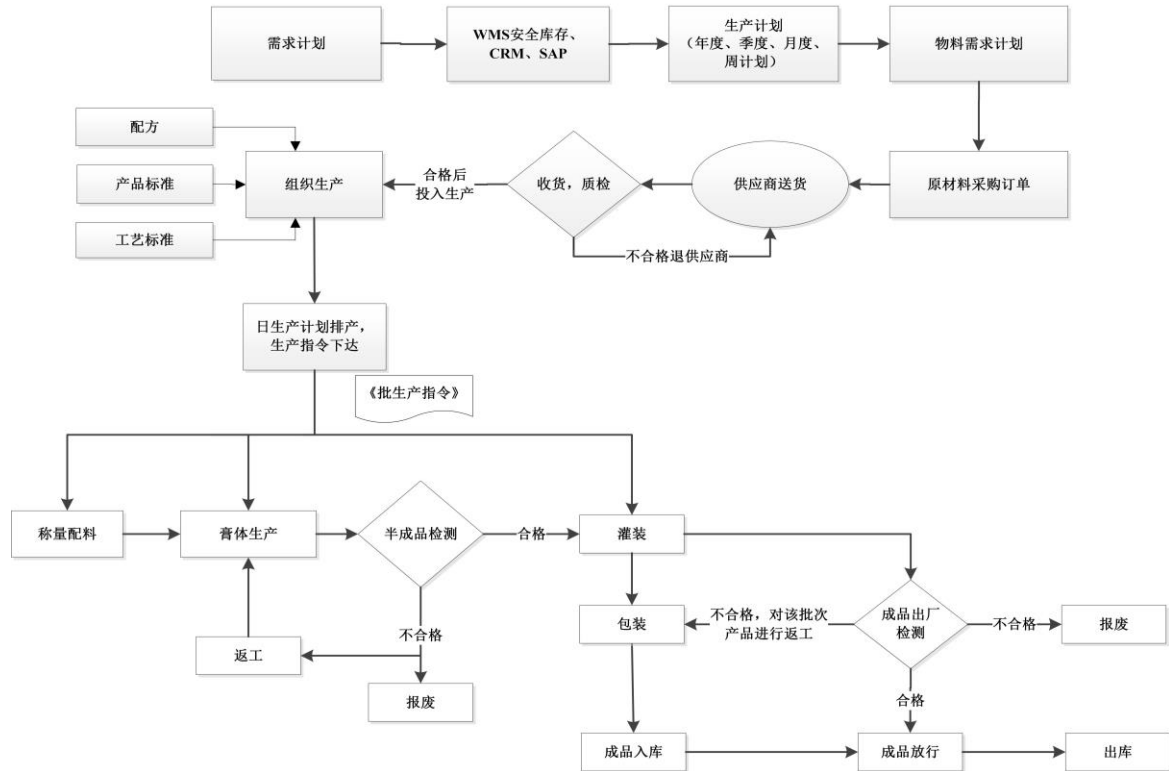 需求计划
WMS安全库存、
CRM、SAP
生产计划
（年度、季度、月度、
周计划）
物料需求计划
配方
产品标准
工艺标准
组织生产
合格后
投入生产
收货，质检
供应商送货
原材料采购订单
不合格退供应商
日生产计划排产，
生产指令下达
《批生产指令》
称量配料
膏体生产
半成品检测
合格
灌装
不合格
返工
报废
包装
不合格，对该批次
产品进行返工
成品出厂
检测
不合格
报废
合格
成品入库
成品放行
出库